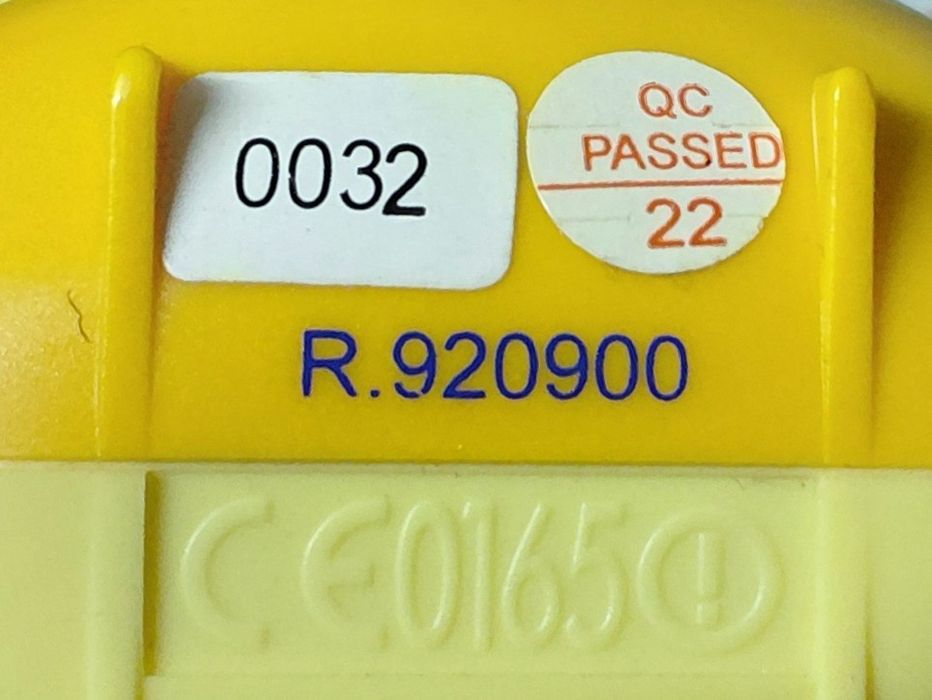 0032
QC
PASSED
22
R.920900
CE0165!